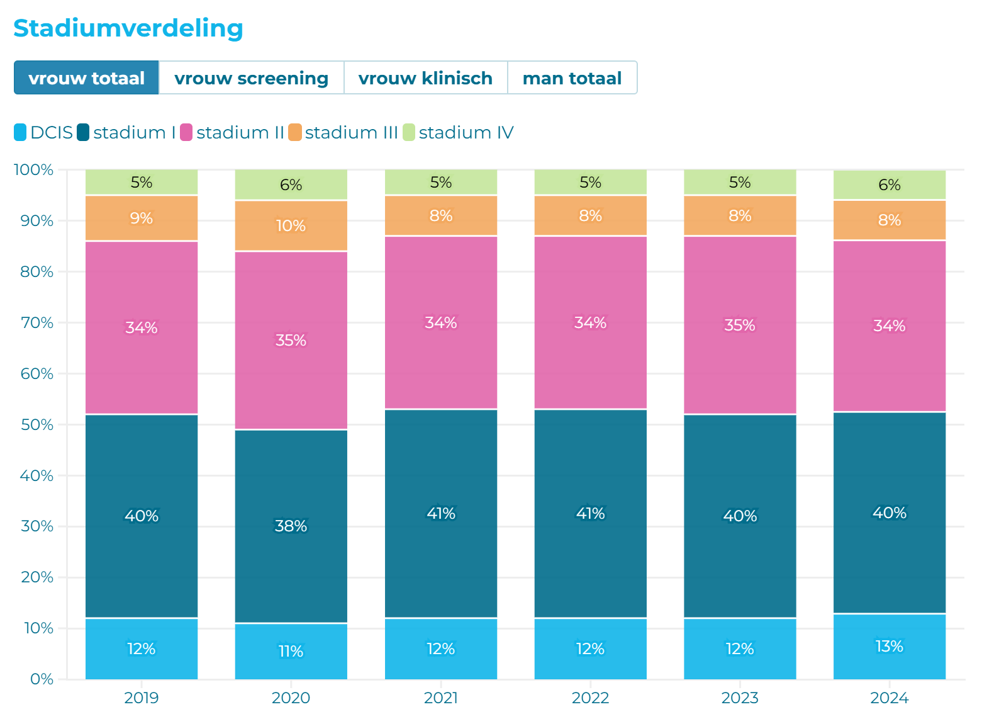 Stadiumverdeling
vrouw totaal vrouw screening vrouw klinisch man totaal
DCIS stadium I stadium II stadium III stadium IV
100% 5% 6% 5% 5% 5% 6%
90% 9% 10% 8% 8% 8% 8%
80%
70% 34% 35% 34% 34% 35% 34%
60%
50%
40%
30% 40% 38% 41% 41% 40% 40%
20%
10% 12% 11% 12% 12% 12% 13%
0%
2019 2020 2021 2022 2023 2024